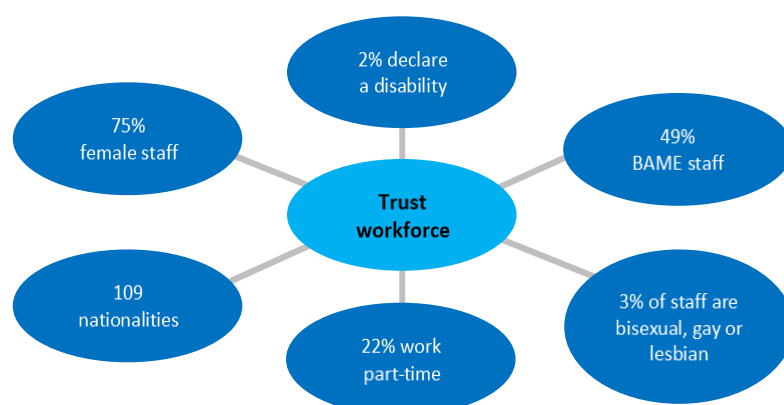 2% declare
a disability
75%
female staff
49%
BAME staff
Trust
workforce
109
nationalities
3% of staff are
bisexual, gay or
lesbian
22% work
part-time